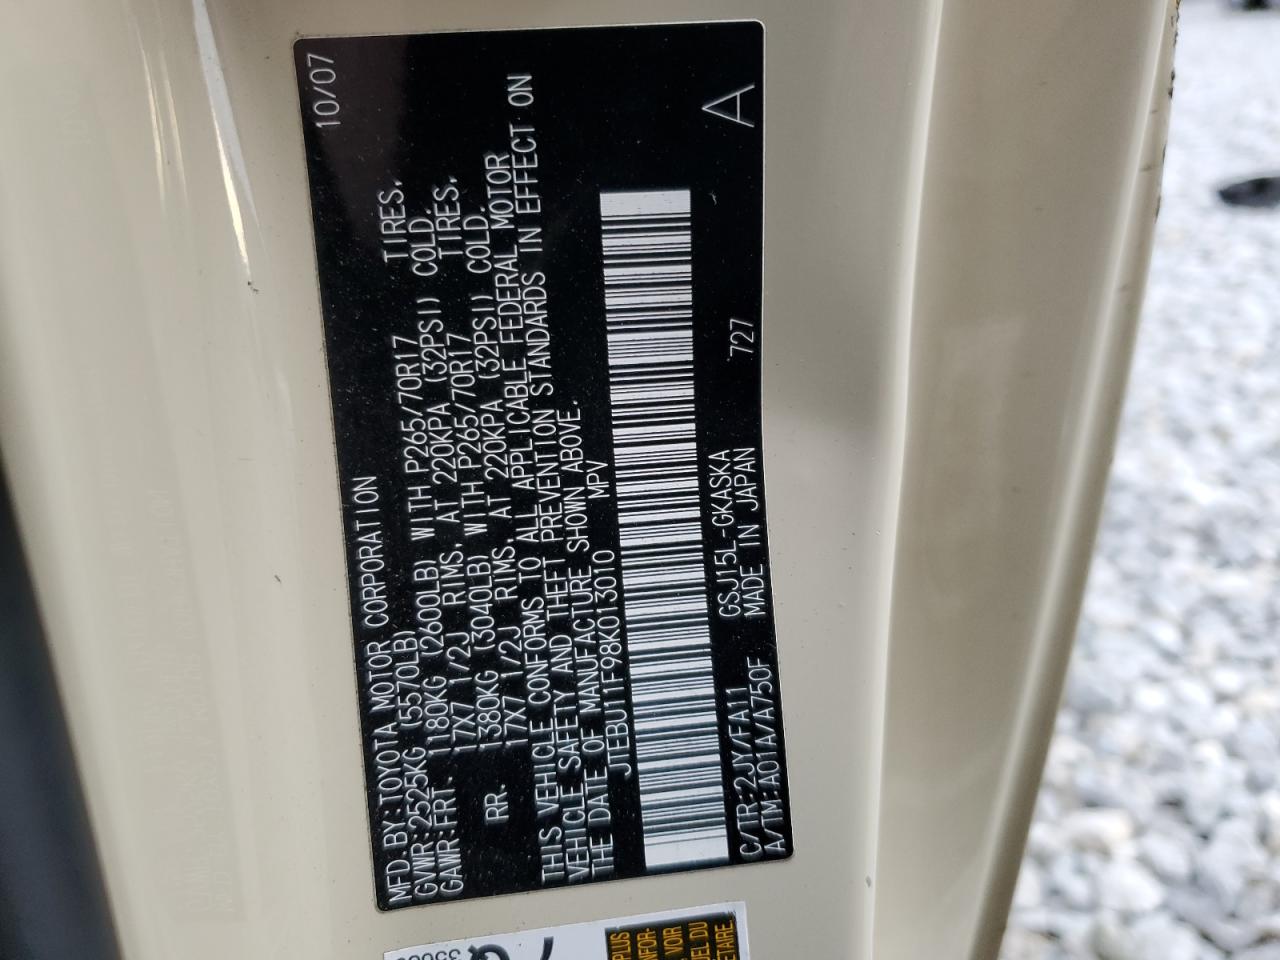 MFD.BY:TOYOTA MOTOR CORPORATION 10/07
GVWR:2525KG (5570LB)
GAWR:FRT. 1180KG (2600LB) WITH P265/70R17 TIRES,
17X7 1/2J RIMS, AT 220KPA (32PSI) COLD.
RR. 1380KG (3040LB) WITH P265/70R17 TIRES,
17X7 1/2J RIMS, AT 220KPA (32PSI) COLD.
THIS VEHICLE CONFORMS TO ALL APPLICABLE FEDERAL MOTOR
VEHICLE SAFETY AND THEFT PREVENTION STANDARDS IN EFFECT ON
THE DATE OF MANUFACTURE SHOWN ABOVE.
JTEBU11F98K013010 MPV
C/TR:2JY/FA11 GSJ15L-GKASKA 727 A
A/TM:A01A/A750F MADE IN JAPAN
PLUS
VOIR